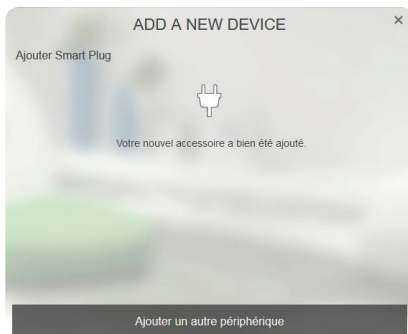 ADD A NEW DEVICE
×
Ajouter Smart Plug
Votre nouvel accessoire a bien été ajouté.
Ajouter un autre périphérique